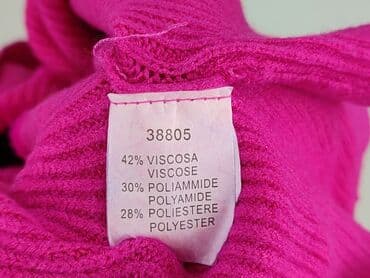 38805
42% VISCOSA
VISCOSE
30% POLIAMMIDE
POLYAMIDE
28% POLIESTERE
POLYESTER